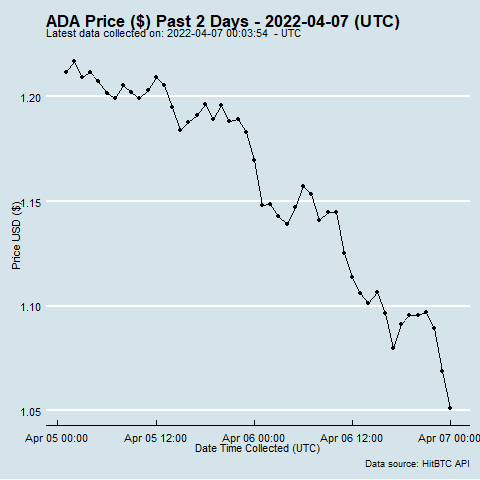 ADA Price ($) Past 2 Days - 2022-04-07 (UTC)
Latest data collected on: 2022-04-07 00:03:54  - UTC
1.20
1.15
Price USD ($)
1.10
1.05
Apr 05 00:00 Apr 05 12:00 Apr 06 00:00 Apr 06 12:00 Apr 07 00:00
Date Time Collected (UTC)
Data source: HitBTC API